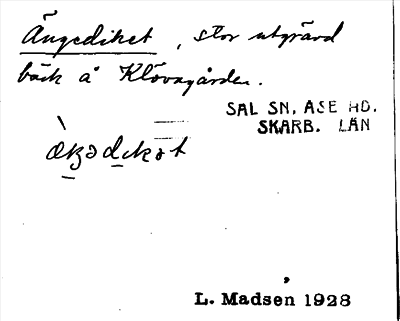 Ängediket, stor utgrävd
bäck å Klövagården.
SAL SN, ÅSE HD.
SKARB. LÄN
L. Madsen 1928